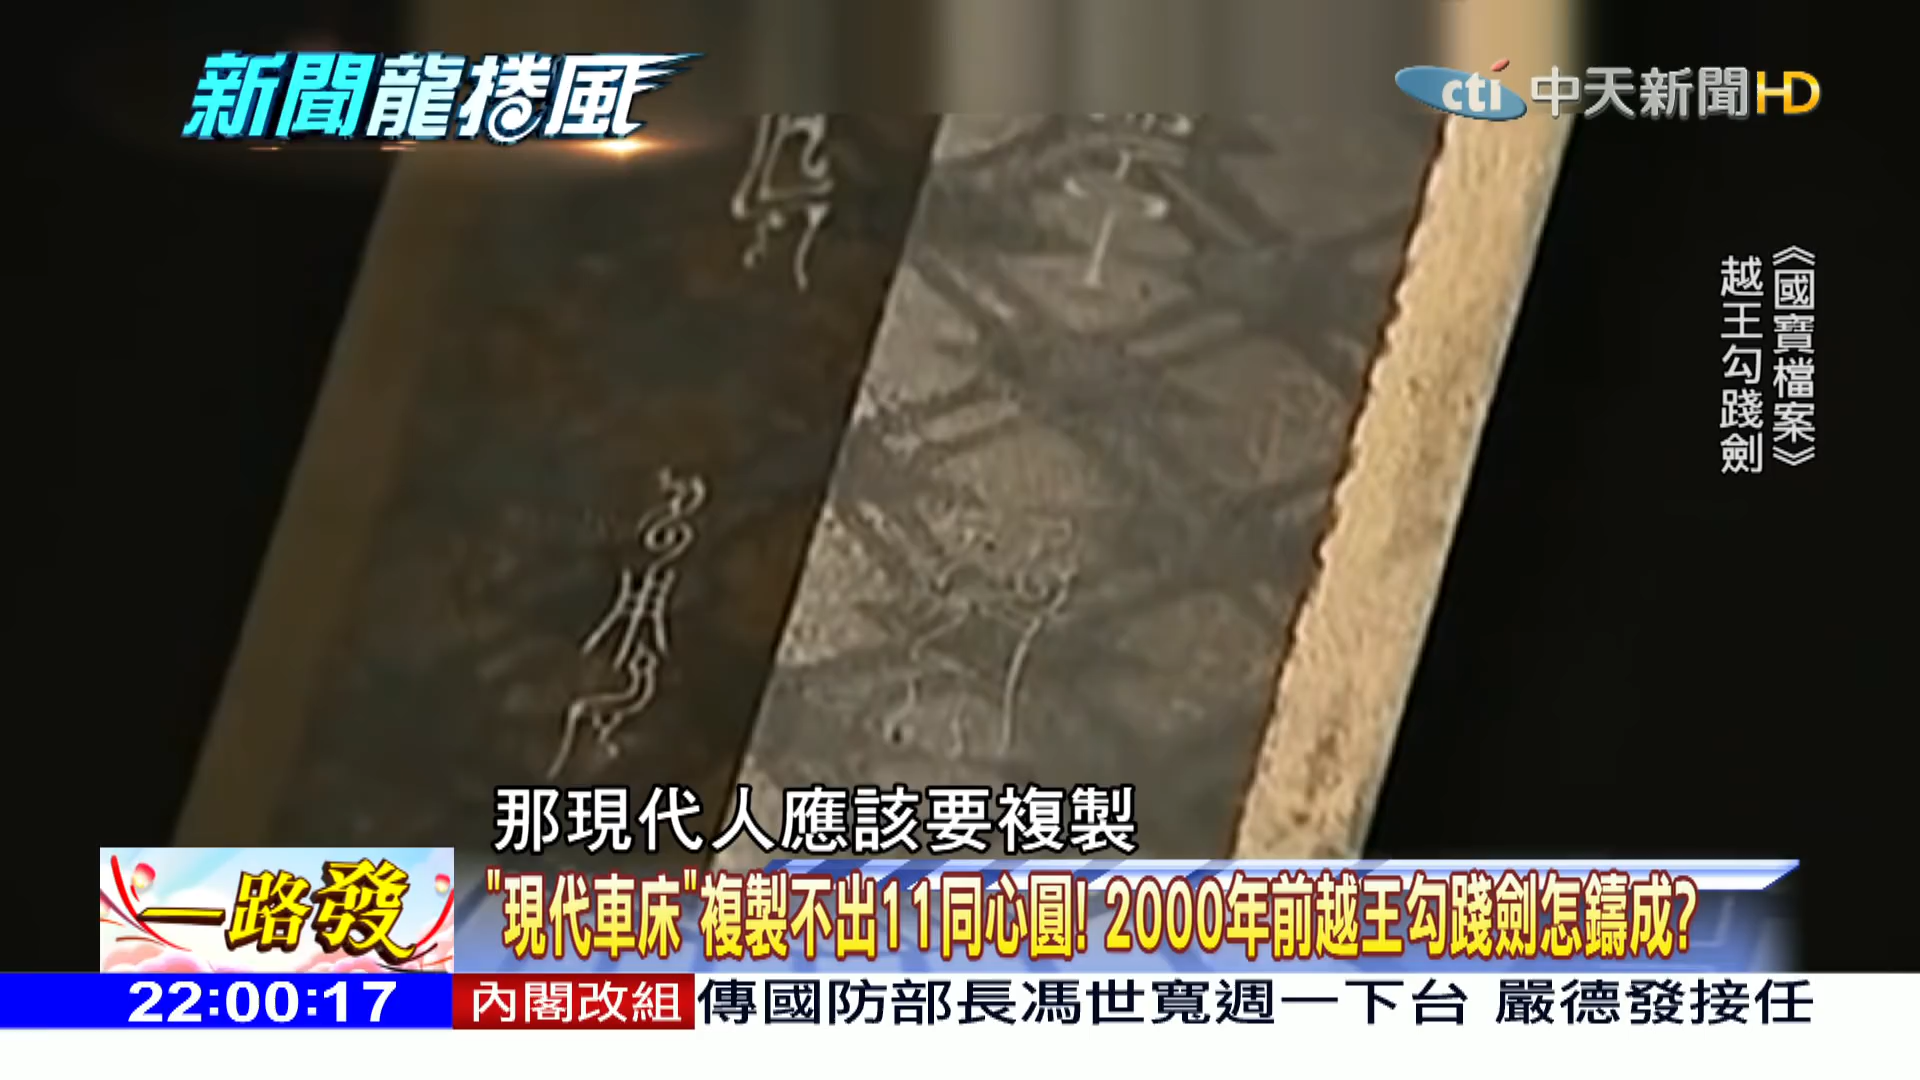 新聞龍捲風
cti 中天新聞HD
《國寶檔案》
越王勾踐劍
那現代人應該要複製
"現代車床"複製不出11同心圓! 2000年前越王勾踐劍怎鑄成?
一路發
22:00:17
內閣改組
傳國防部長馮世寬週一下台 嚴德發接任